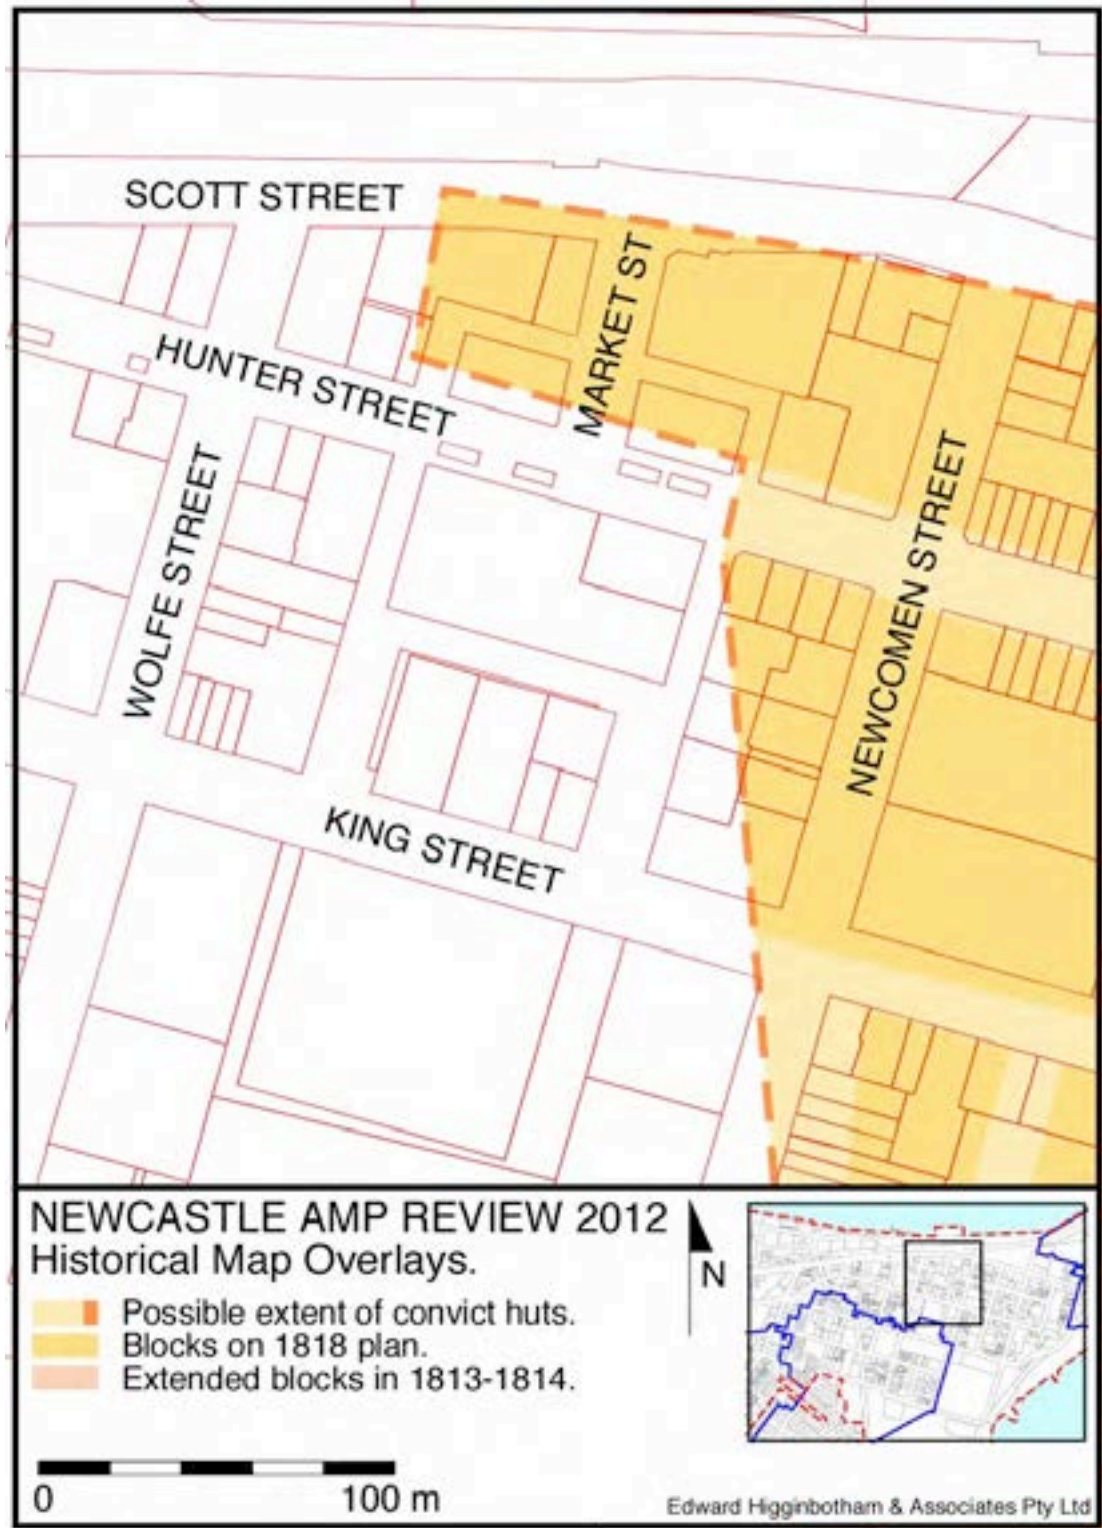 SCOTT STREET
MARKET ST
HUNTER STREET
WOLFE STREET
NEWCOMEN STREET
KING STREET
NEWCASTLE AMP REVIEW 2012
Historical Map Overlays.
N
Possible extent of convict huts.
Blocks on 1818 plan.
Extended blocks in 1813-1814.
0 100 m
Edward Higginbotham & Associates Pty Ltd